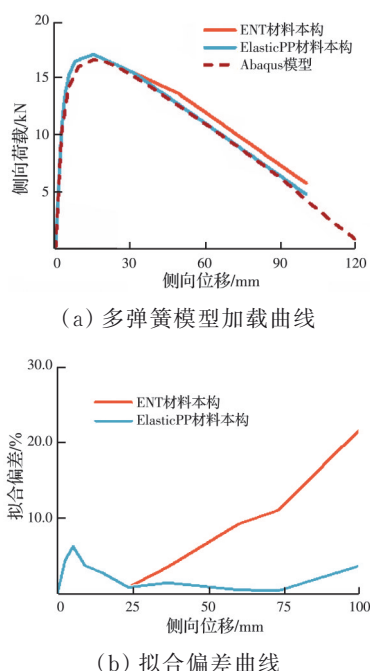 20
15
10
5
侧向荷载/kN
ENT材料本构
ElasticPP材料本构
Abaqus模型
0
30
60
90
120
侧向位移/mm
(a) 多弹簧模型加载曲线
30.0
20.0
10.0
拟合偏差/%
ENT材料本构
ElasticPP材料本构
0
25
50
75
100
侧向位移/mm
(b) 拟合偏差曲线